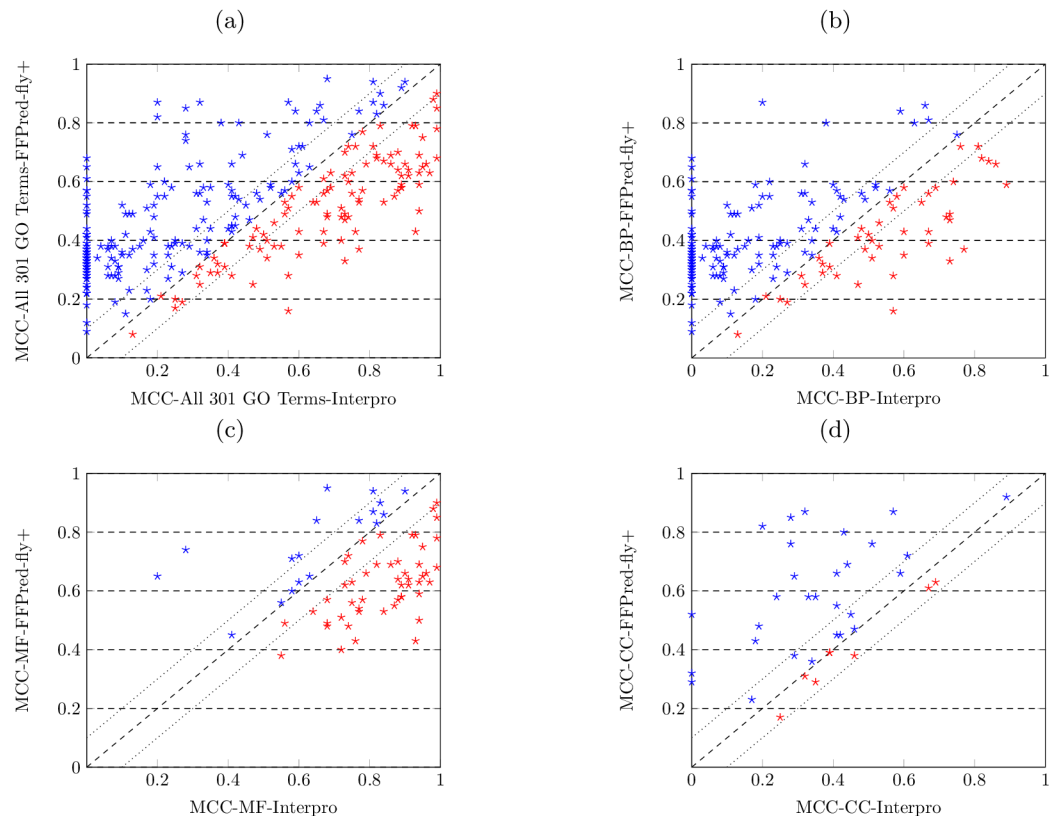 (a)
MCC-All 301 GO Terms-FFPred-fly+
1
0.8
0.6
0.4
0.2
0
0.2 0.4 0.6 0.8 1
MCC-All 301 GO Terms-Interpro
(b)
MCC-BP-FFPred-fly+
1
0.8
0.6
0.4
0.2
0
0 0.2 0.4 0.6 0.8 1
MCC-BP-Interpro
(c)
MCC-MF-FFPred-fly+
1
0.8
0.6
0.4
0.2
0
0.2 0.4 0.6 0.8 1
MCC-MF-Interpro
(d)
MCC-CC-FFPred-fly+
1
0.8
0.6
0.4
0.2
0
0 0.2 0.4 0.6 0.8 1
MCC-CC-Interpro